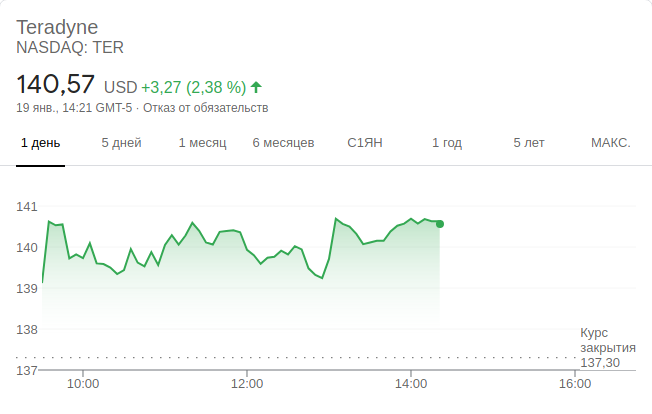 Teradyne
NASDAQ: TER
140,57 USD +3,27 (2,38 %)
19 янв., 14:21 GMT-5 · Отказ от обязательств
1 день 5 дней 1 месяц 6 месяцев С1ЯН 1 год 5 лет МАКС.
141
140
139
138
Курс
закрытия
137,30
137
10:00 12:00 14:00 16:00